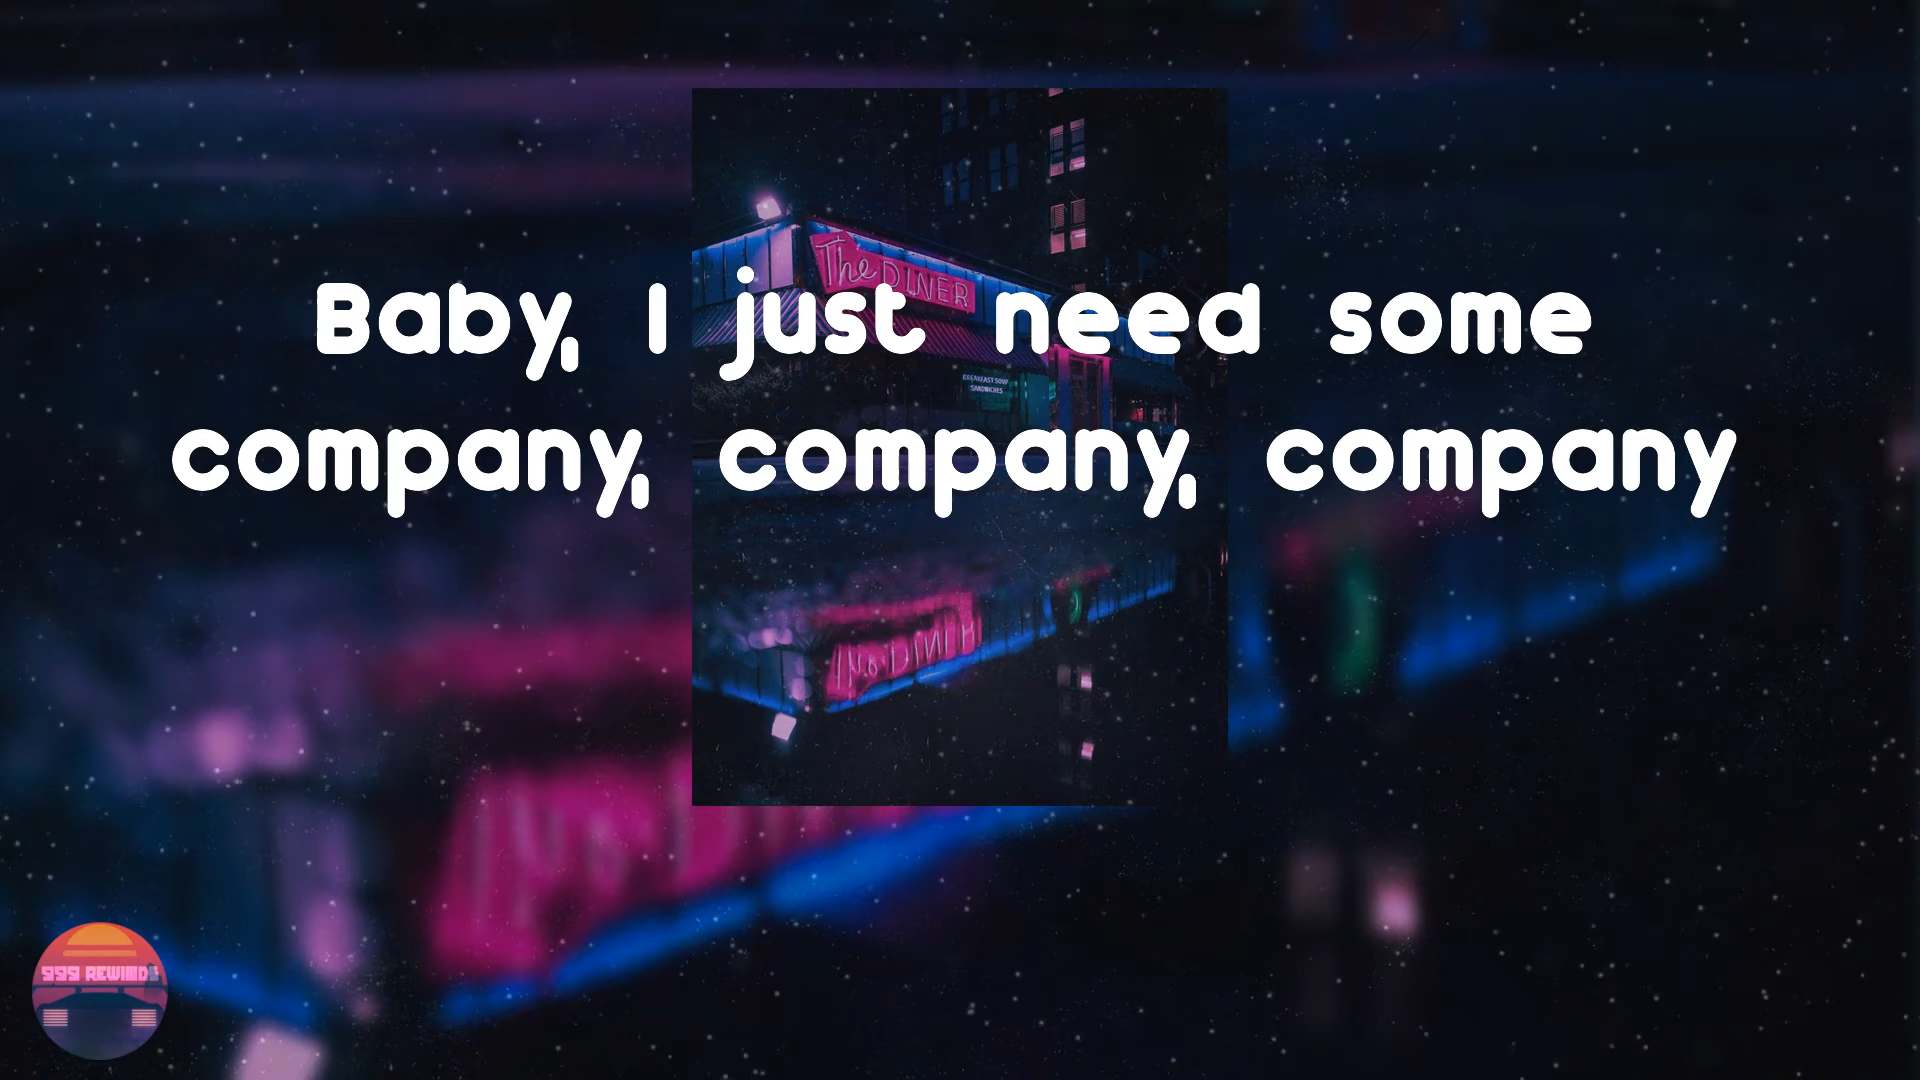 The DINER
Baby, I just need some
BREAKFAST SOUP
SANDWICHES
company, company, company
999 REWIND